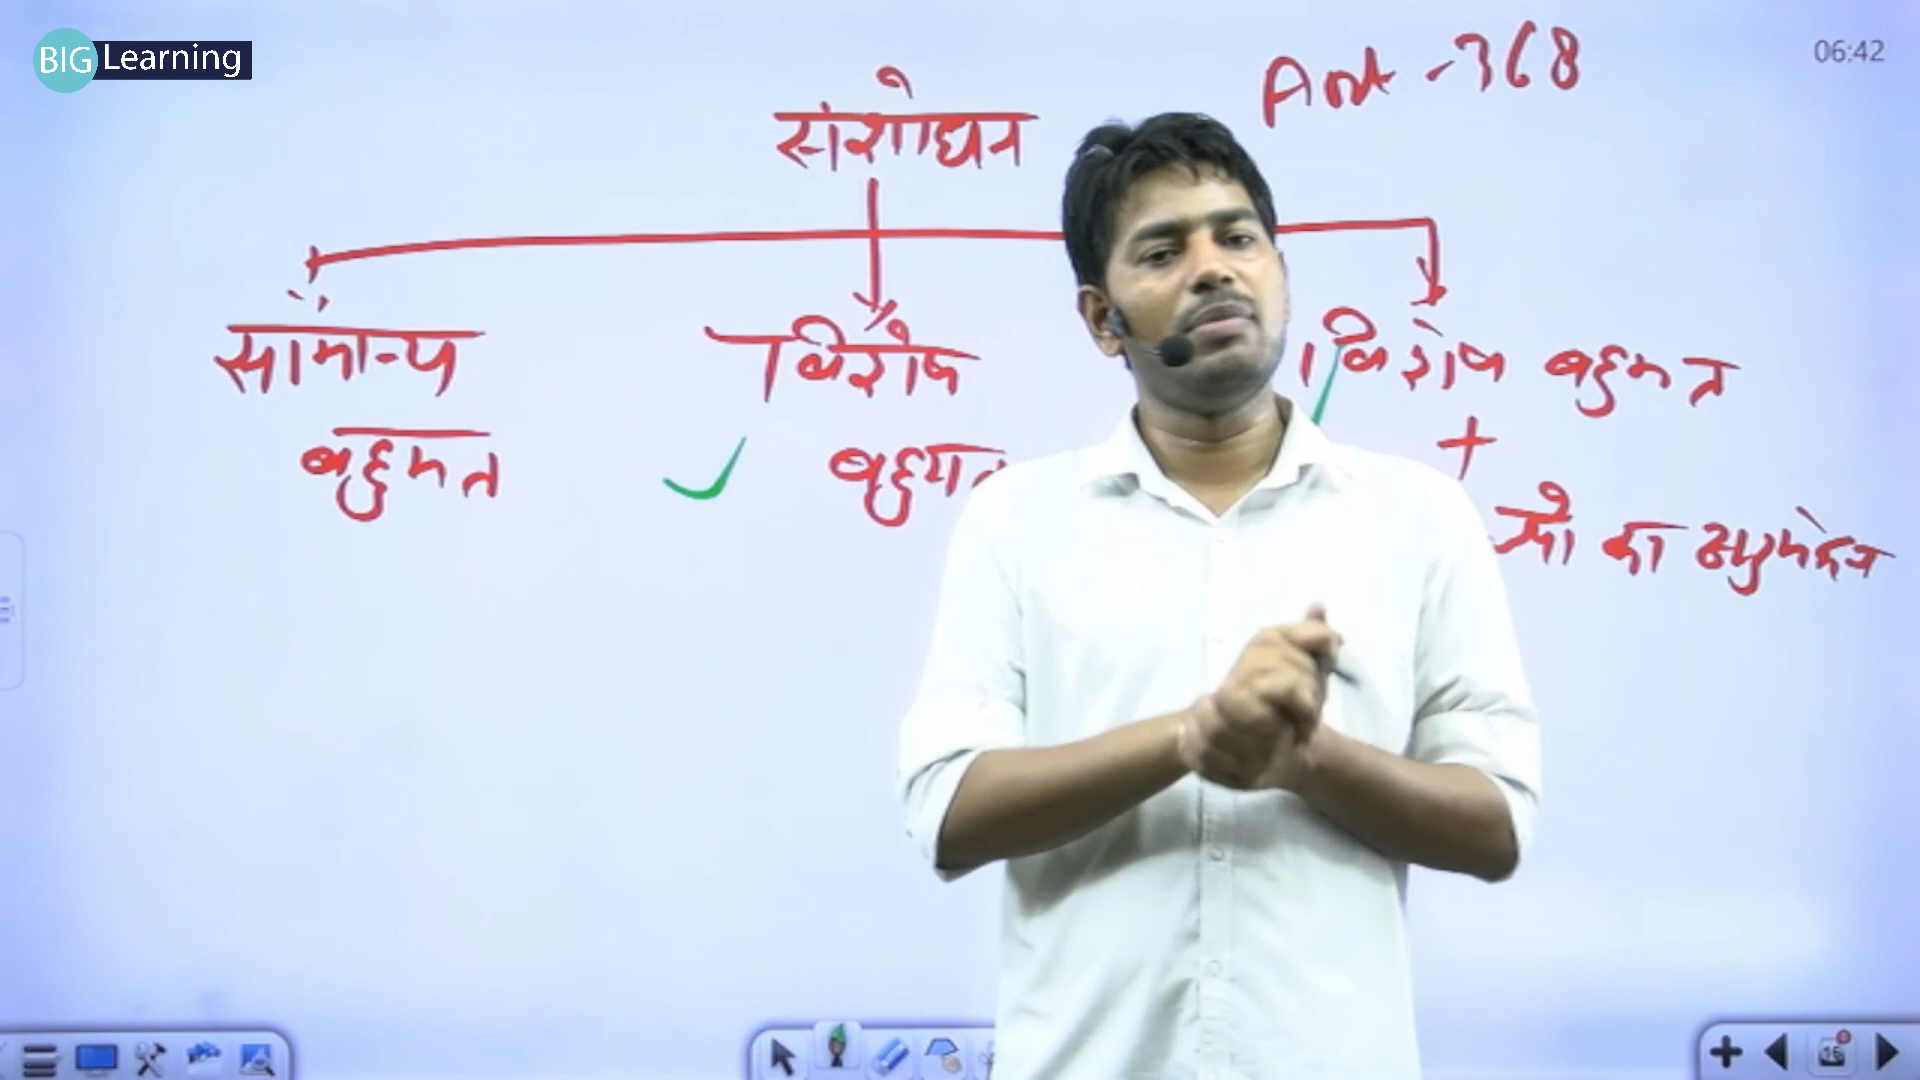 BIG Learning
06:42
Art - 368
संशोधन
सामान्य बहुमत
विशेष बहुमत
विशेष बहुमत
+
का अनुमोदन